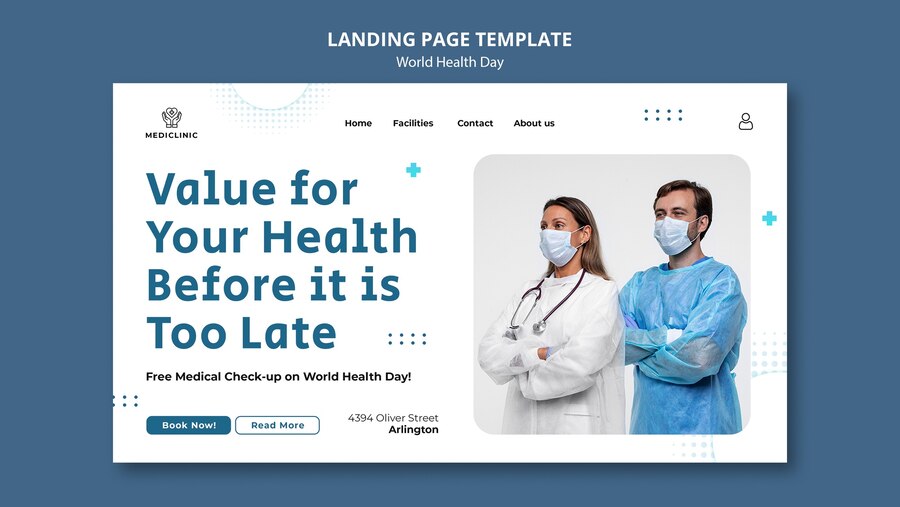 LANDING PAGE TEMPLATE
World Health Day
MEDICLINIC
Home Facilities Contact About us
Value for
Your Health
Before it is
Too Late
Free Medical Check-up on World Health Day!
Book Now! Read More
4394 Oliver Street
Arlington